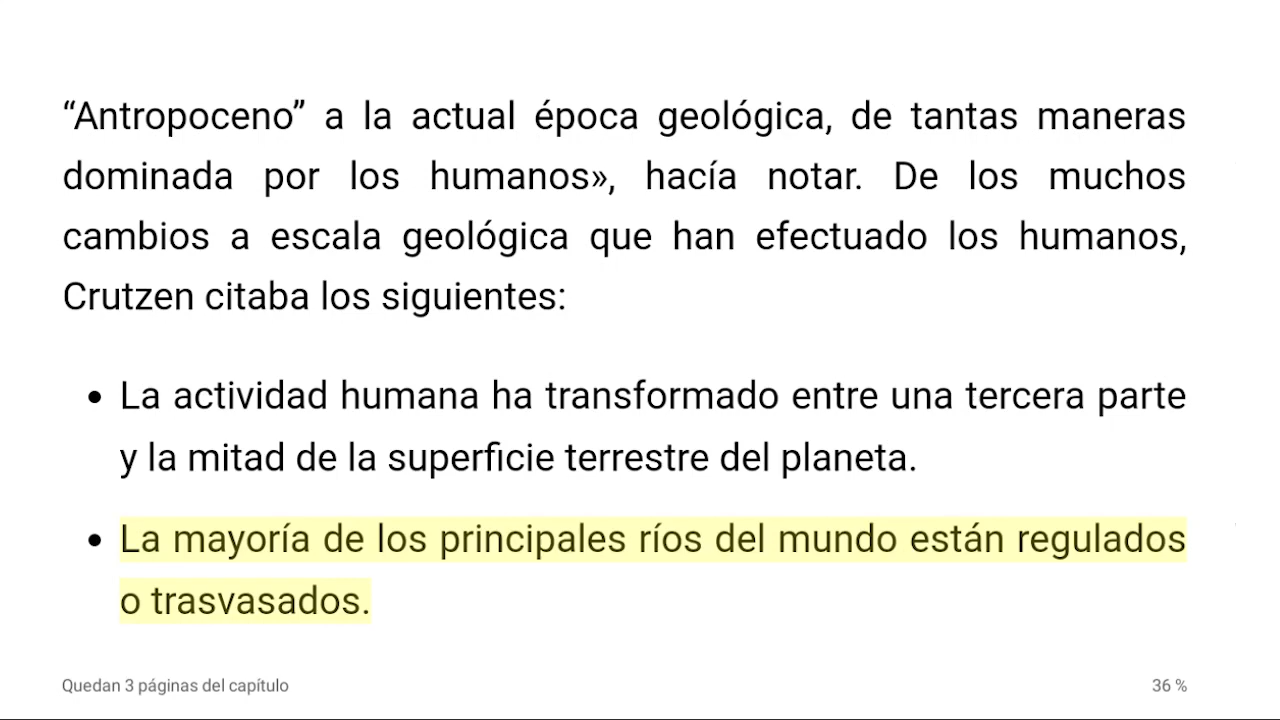 “Antropoceno” a la actual época geológica, de tantas maneras
dominada por los humanos», hacía notar. De los muchos
cambios a escala geológica que han efectuado los humanos,
Crutzen citaba los siguientes:
• La actividad humana ha transformado entre una tercera parte
y la mitad de la superficie terrestre del planeta.
• La mayoría de los principales ríos del mundo están regulados
o trasvasados.
Quedan 3 páginas del capítulo
36 %